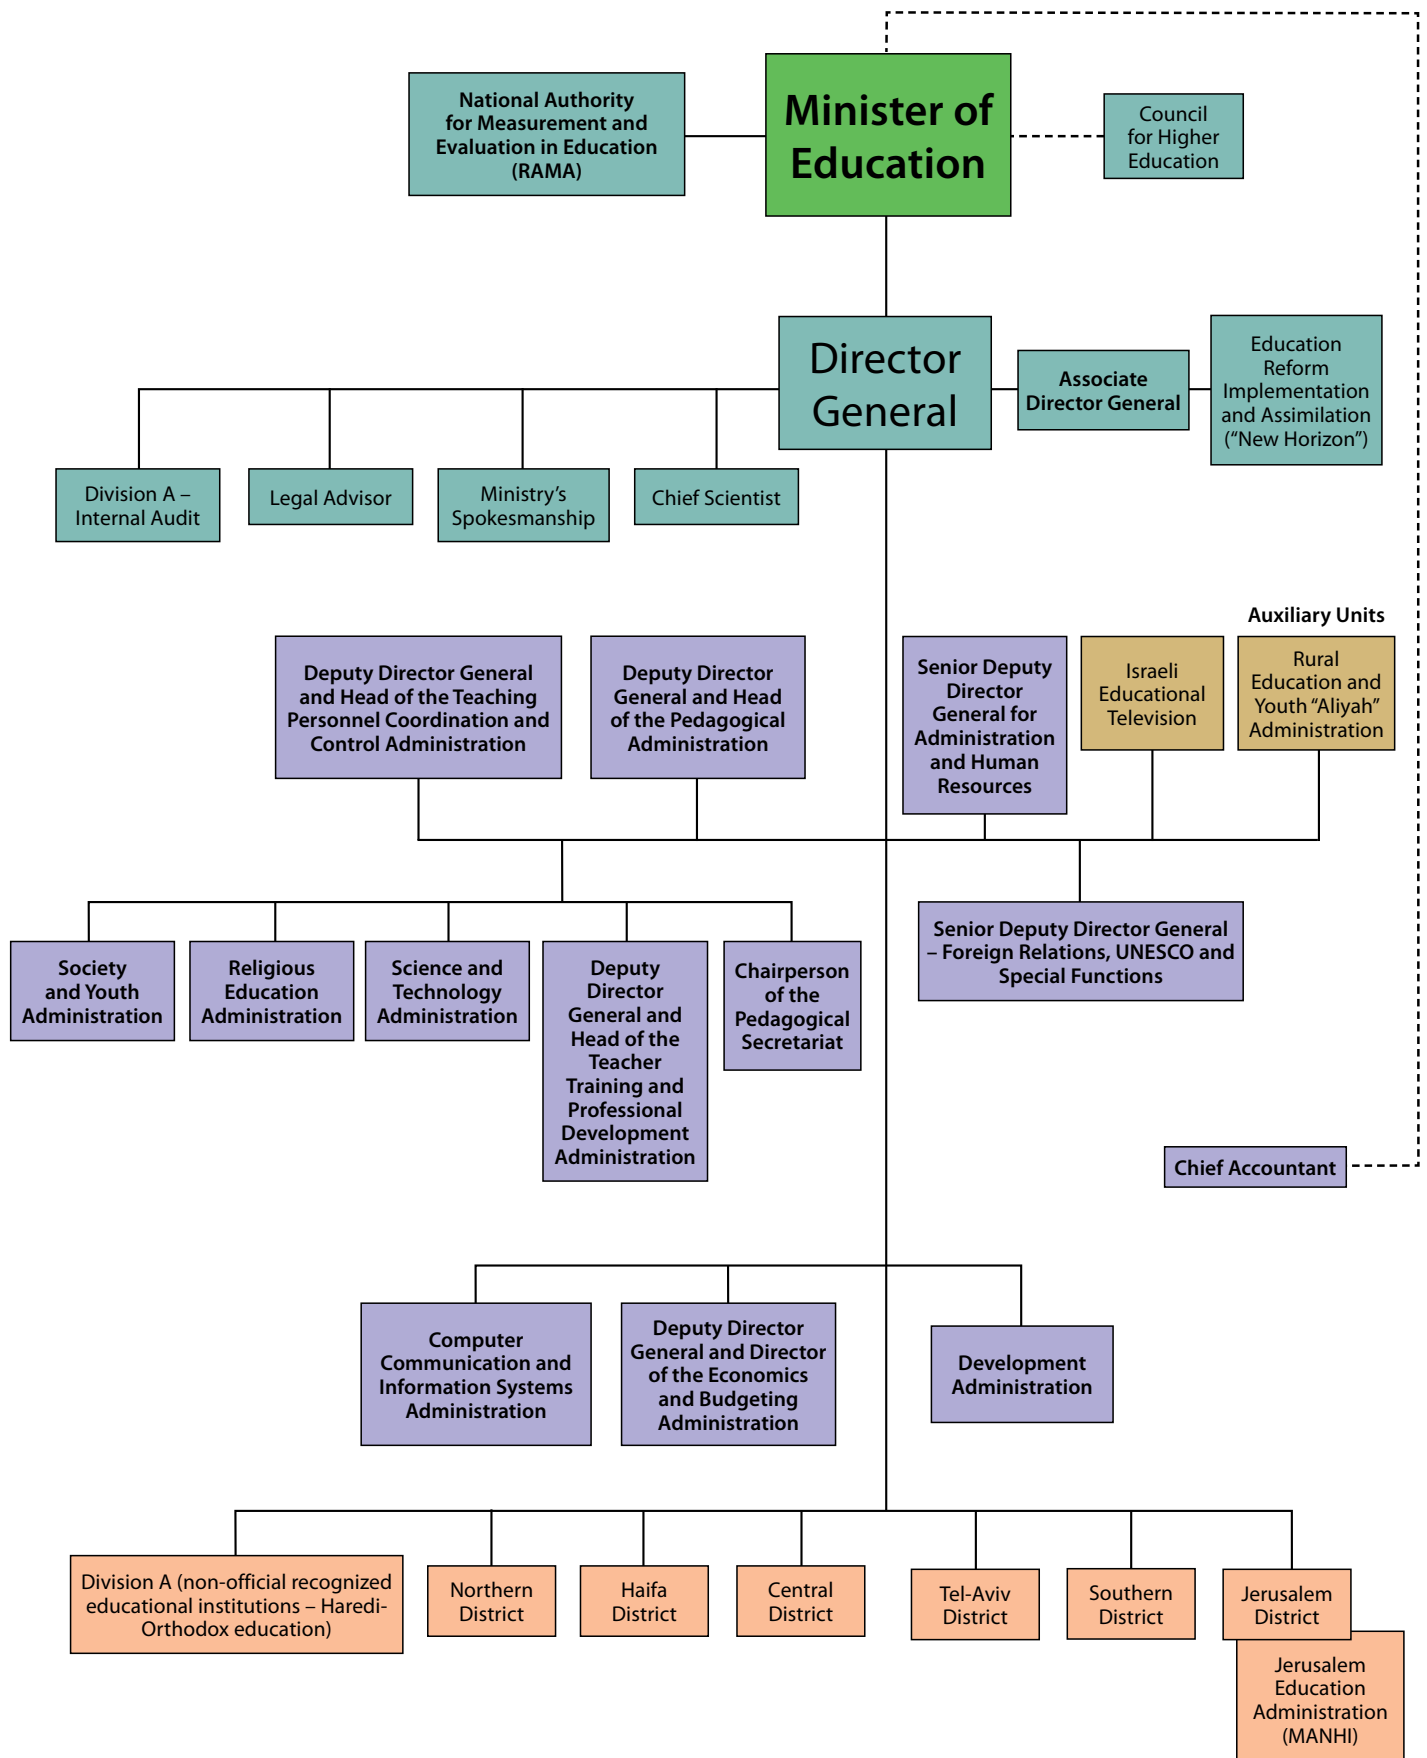 National Authority
for Measurement and
Evaluation in Education
(RAMA)
Minister of
Education
Council
for Higher
Education
Director
General
Associate
Director General
Education
Reform
Implementation
and Assimilation
(“New Horizon”)
Division A –
Internal Audit
Legal Advisor
Ministry’s
Spokesmanship
Chief Scientist
Auxiliary Units
Deputy Director General
and Head of the Teaching
Personnel Coordination and
Control Administration
Deputy Director
General and Head
of the Pedagogical
Administration
Senior Deputy
Director
General for
Administration
and Human
Resources
Israeli
Educational
Television
Rural
Education and
Youth “Aliyah”
Administration
Society
and Youth
Administration
Religious
Education
Administration
Science and
Technology
Administration
Deputy
Director
General and
Head of the
Teacher
Training and
Professional
Development
Administration
Chairperson
of the
Pedagogical
Secretariat
Senior Deputy Director General
– Foreign Relations, UNESCO and
Special Functions
Chief Accountant
Computer
Communication and
Information Systems
Administration
Deputy Director
General and Director
of the Economics
and Budgeting
Administration
Development
Administration
Division A (non-official recognized
educational institutions – Haredi-
Orthodox education)
Northern
District
Haifa
District
Central
District
Tel-Aviv
District
Southern
District
Jerusalem
District
Jerusalem
Education
Administration
(MANHI)